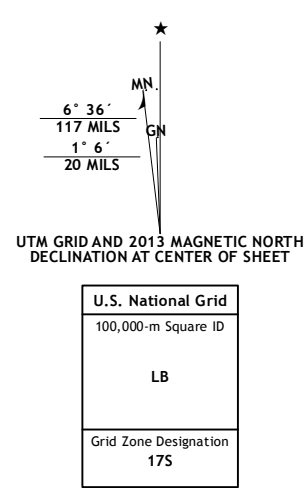 ★
MN
6° 36´
117 MILS
GN
1° 6´
20 MILS
UTM GRID AND 2013 MAGNETIC NORTH
DECLINATION AT CENTER OF SHEET
U.S. National Grid
100,000-m Square ID
LB
Grid Zone Designation
17S